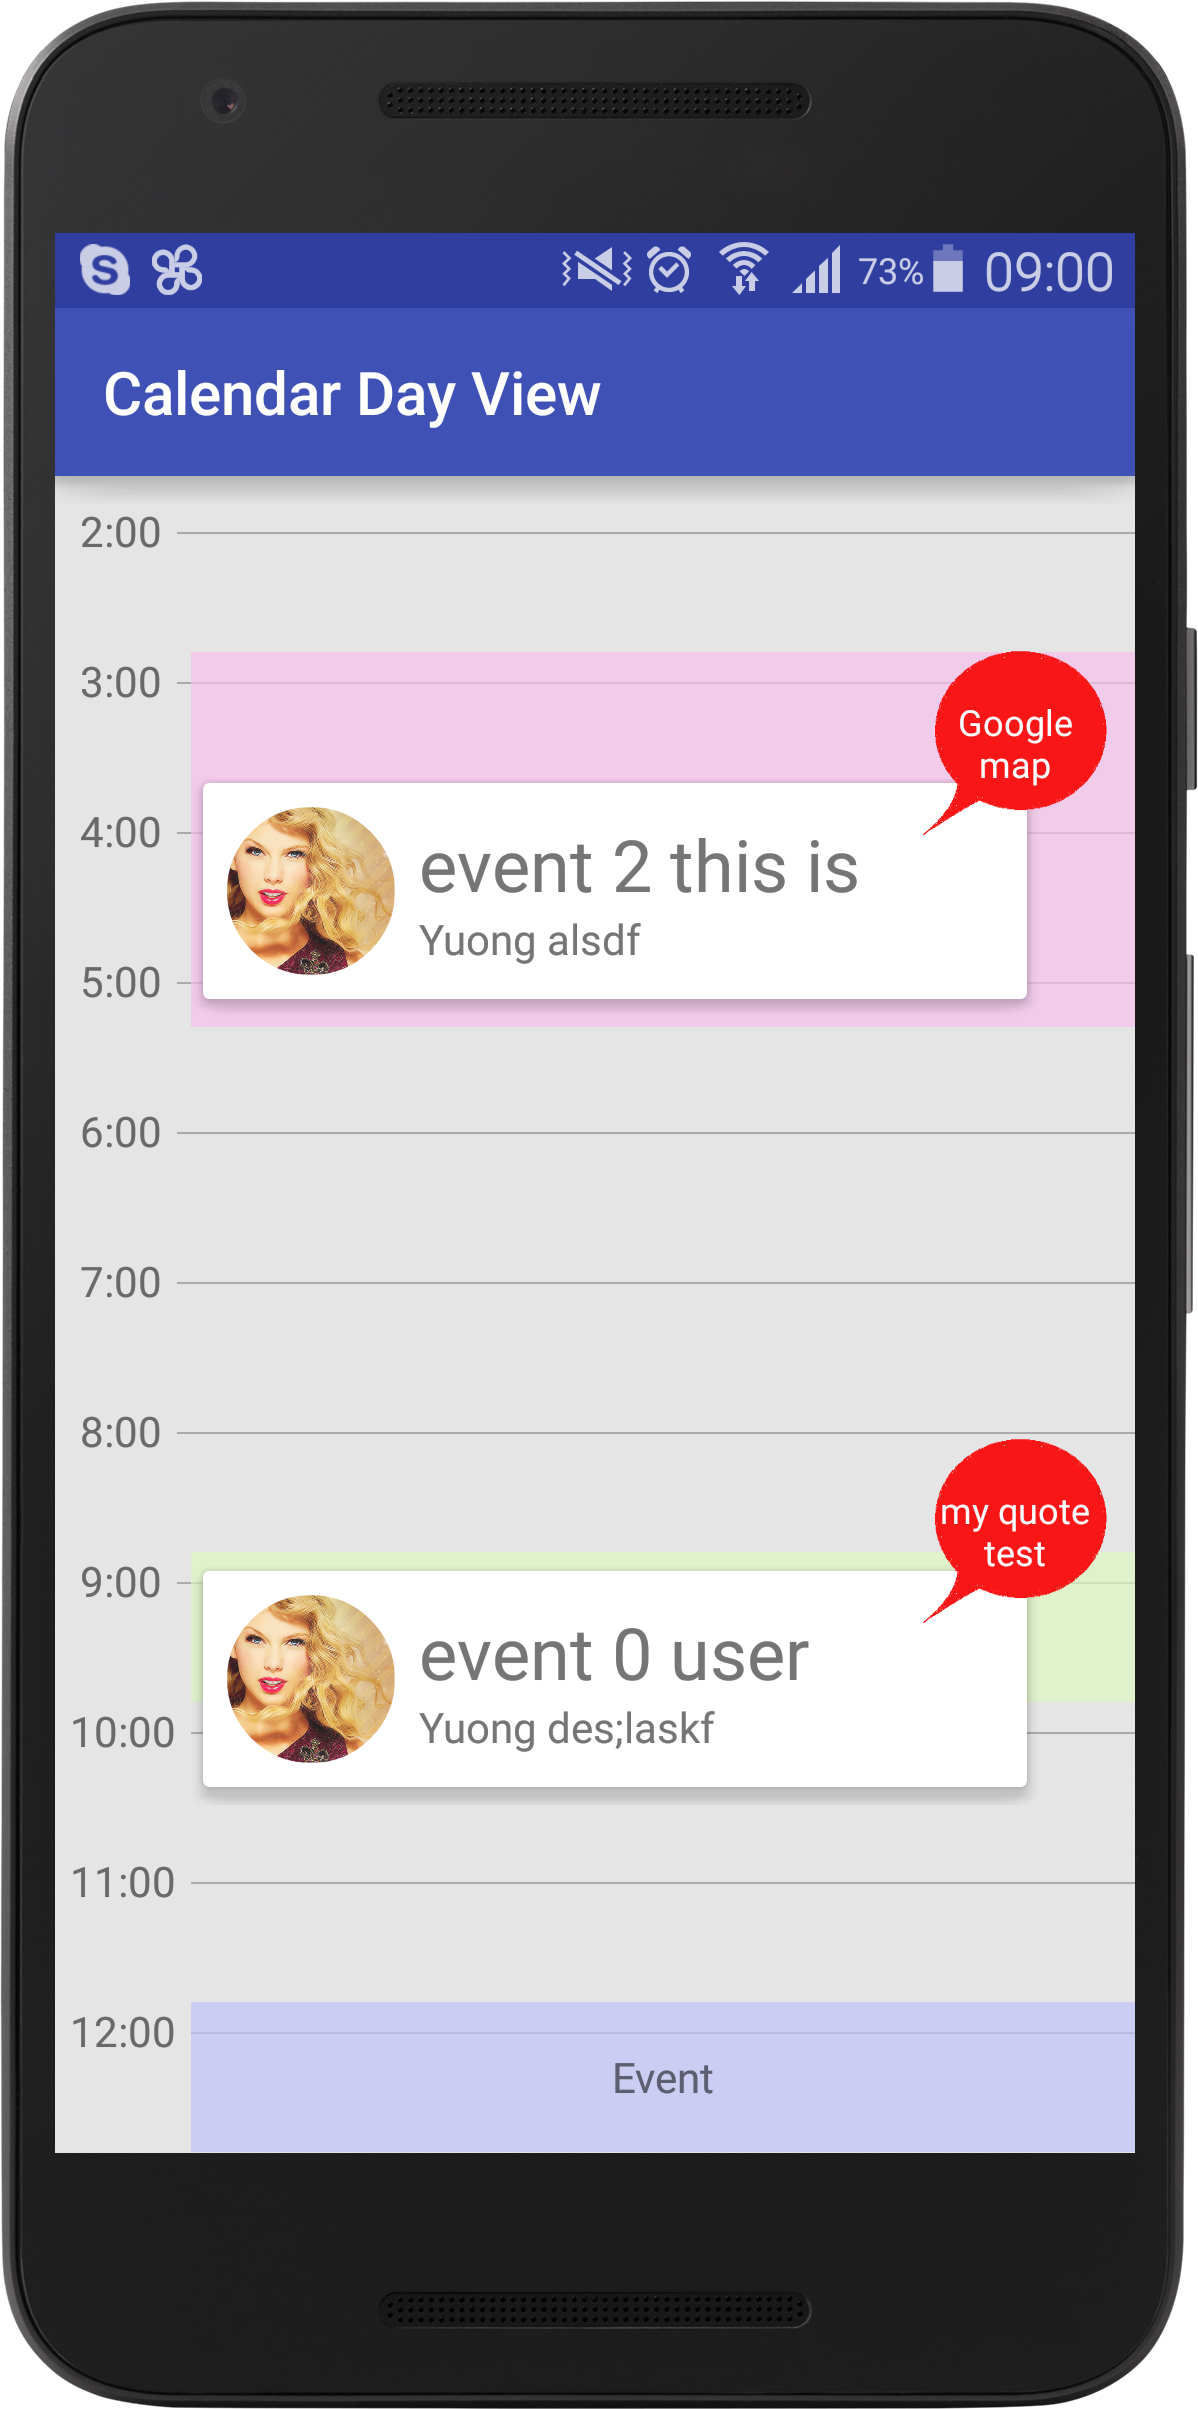 S
73% 09:00
Calendar Day View
2:00
3:00
Google
map
4:00
event 2 this is
Yuong alsdf
5:00
6:00
7:00
8:00
my quote
test
9:00
event 0 user
Yuong des;laskf
10:00
11:00
12:00
Event